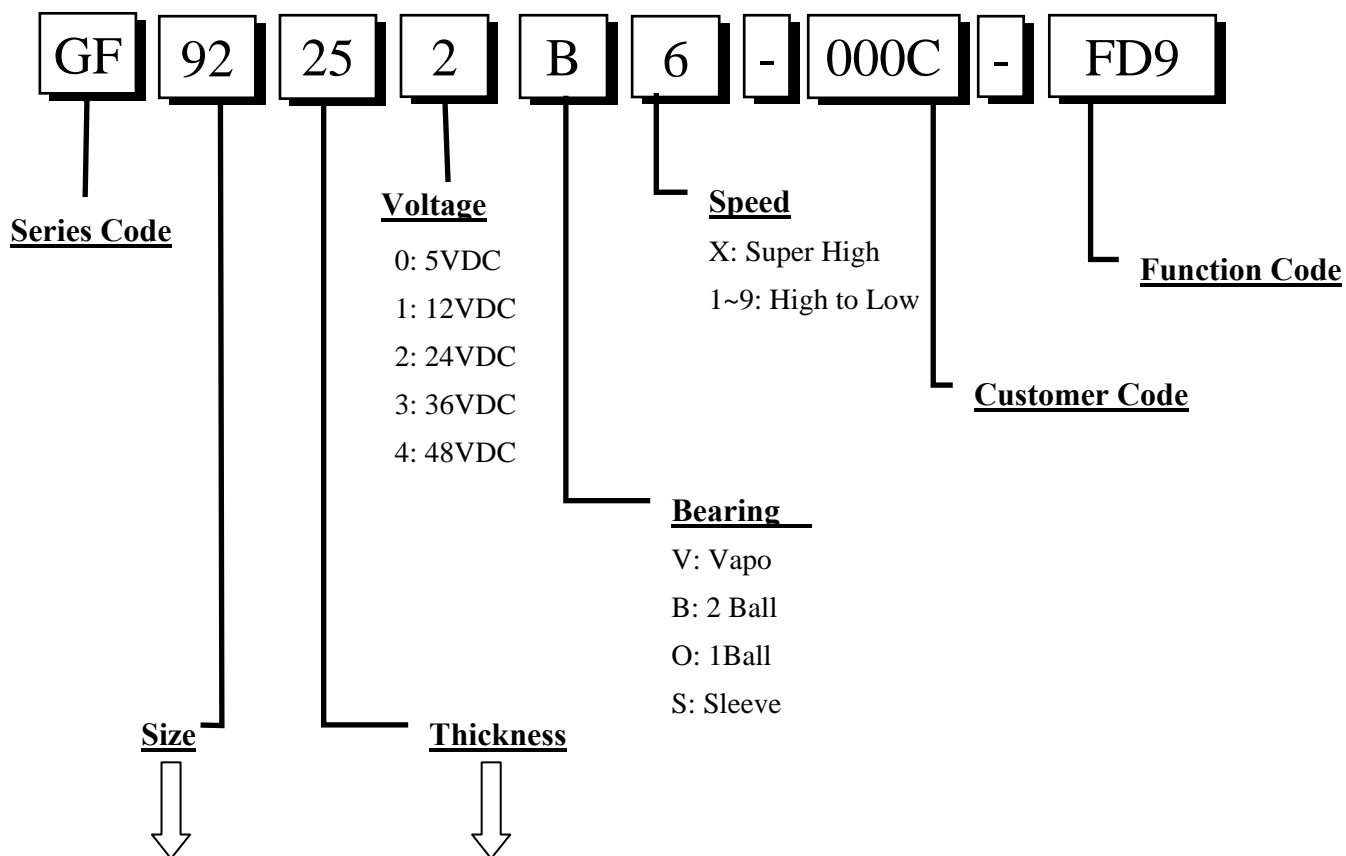 GF 92 25 2 B 6 - 000C - FD9
Series Code
Voltage
0: 5VDC
1: 12VDC
2: 24VDC
3: 36VDC
4: 48VDC
Speed
X: Super High
1~9: High to Low
Function Code
Customer Code
Bearing
V: Vapo
B: 2 Ball
O: 1Ball
S: Sleeve
Size
Thickness